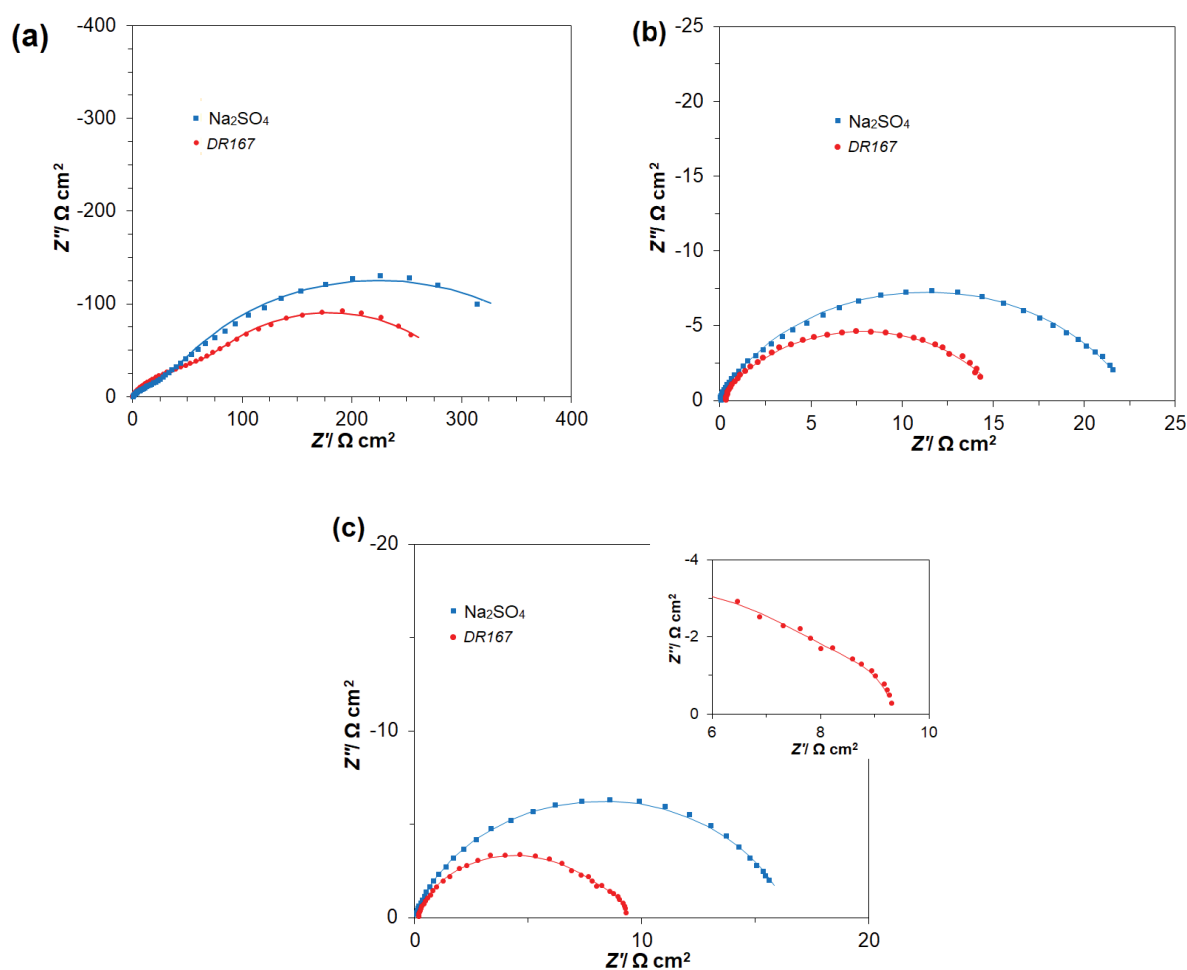 (a)
-400
-300
-200
-100
0
Z"/ Ω cm²
Na₂SO₄
DR167
0 100 200 300 400
Z'/ Ω cm²
(b)
-25
-20
-15
-10
-5
0
Z"/ Ω cm²
Na₂SO₄
DR167
0 5 10 15 20 25
Z'/ Ω cm²
(c)
-20
-10
0
Z"/ Ω cm²
Na₂SO₄
DR167
0 10 20
Z'/ Ω cm²
-4
-2
0
Z"/ Ω cm²
6 8 10
Z'/ Ω cm²